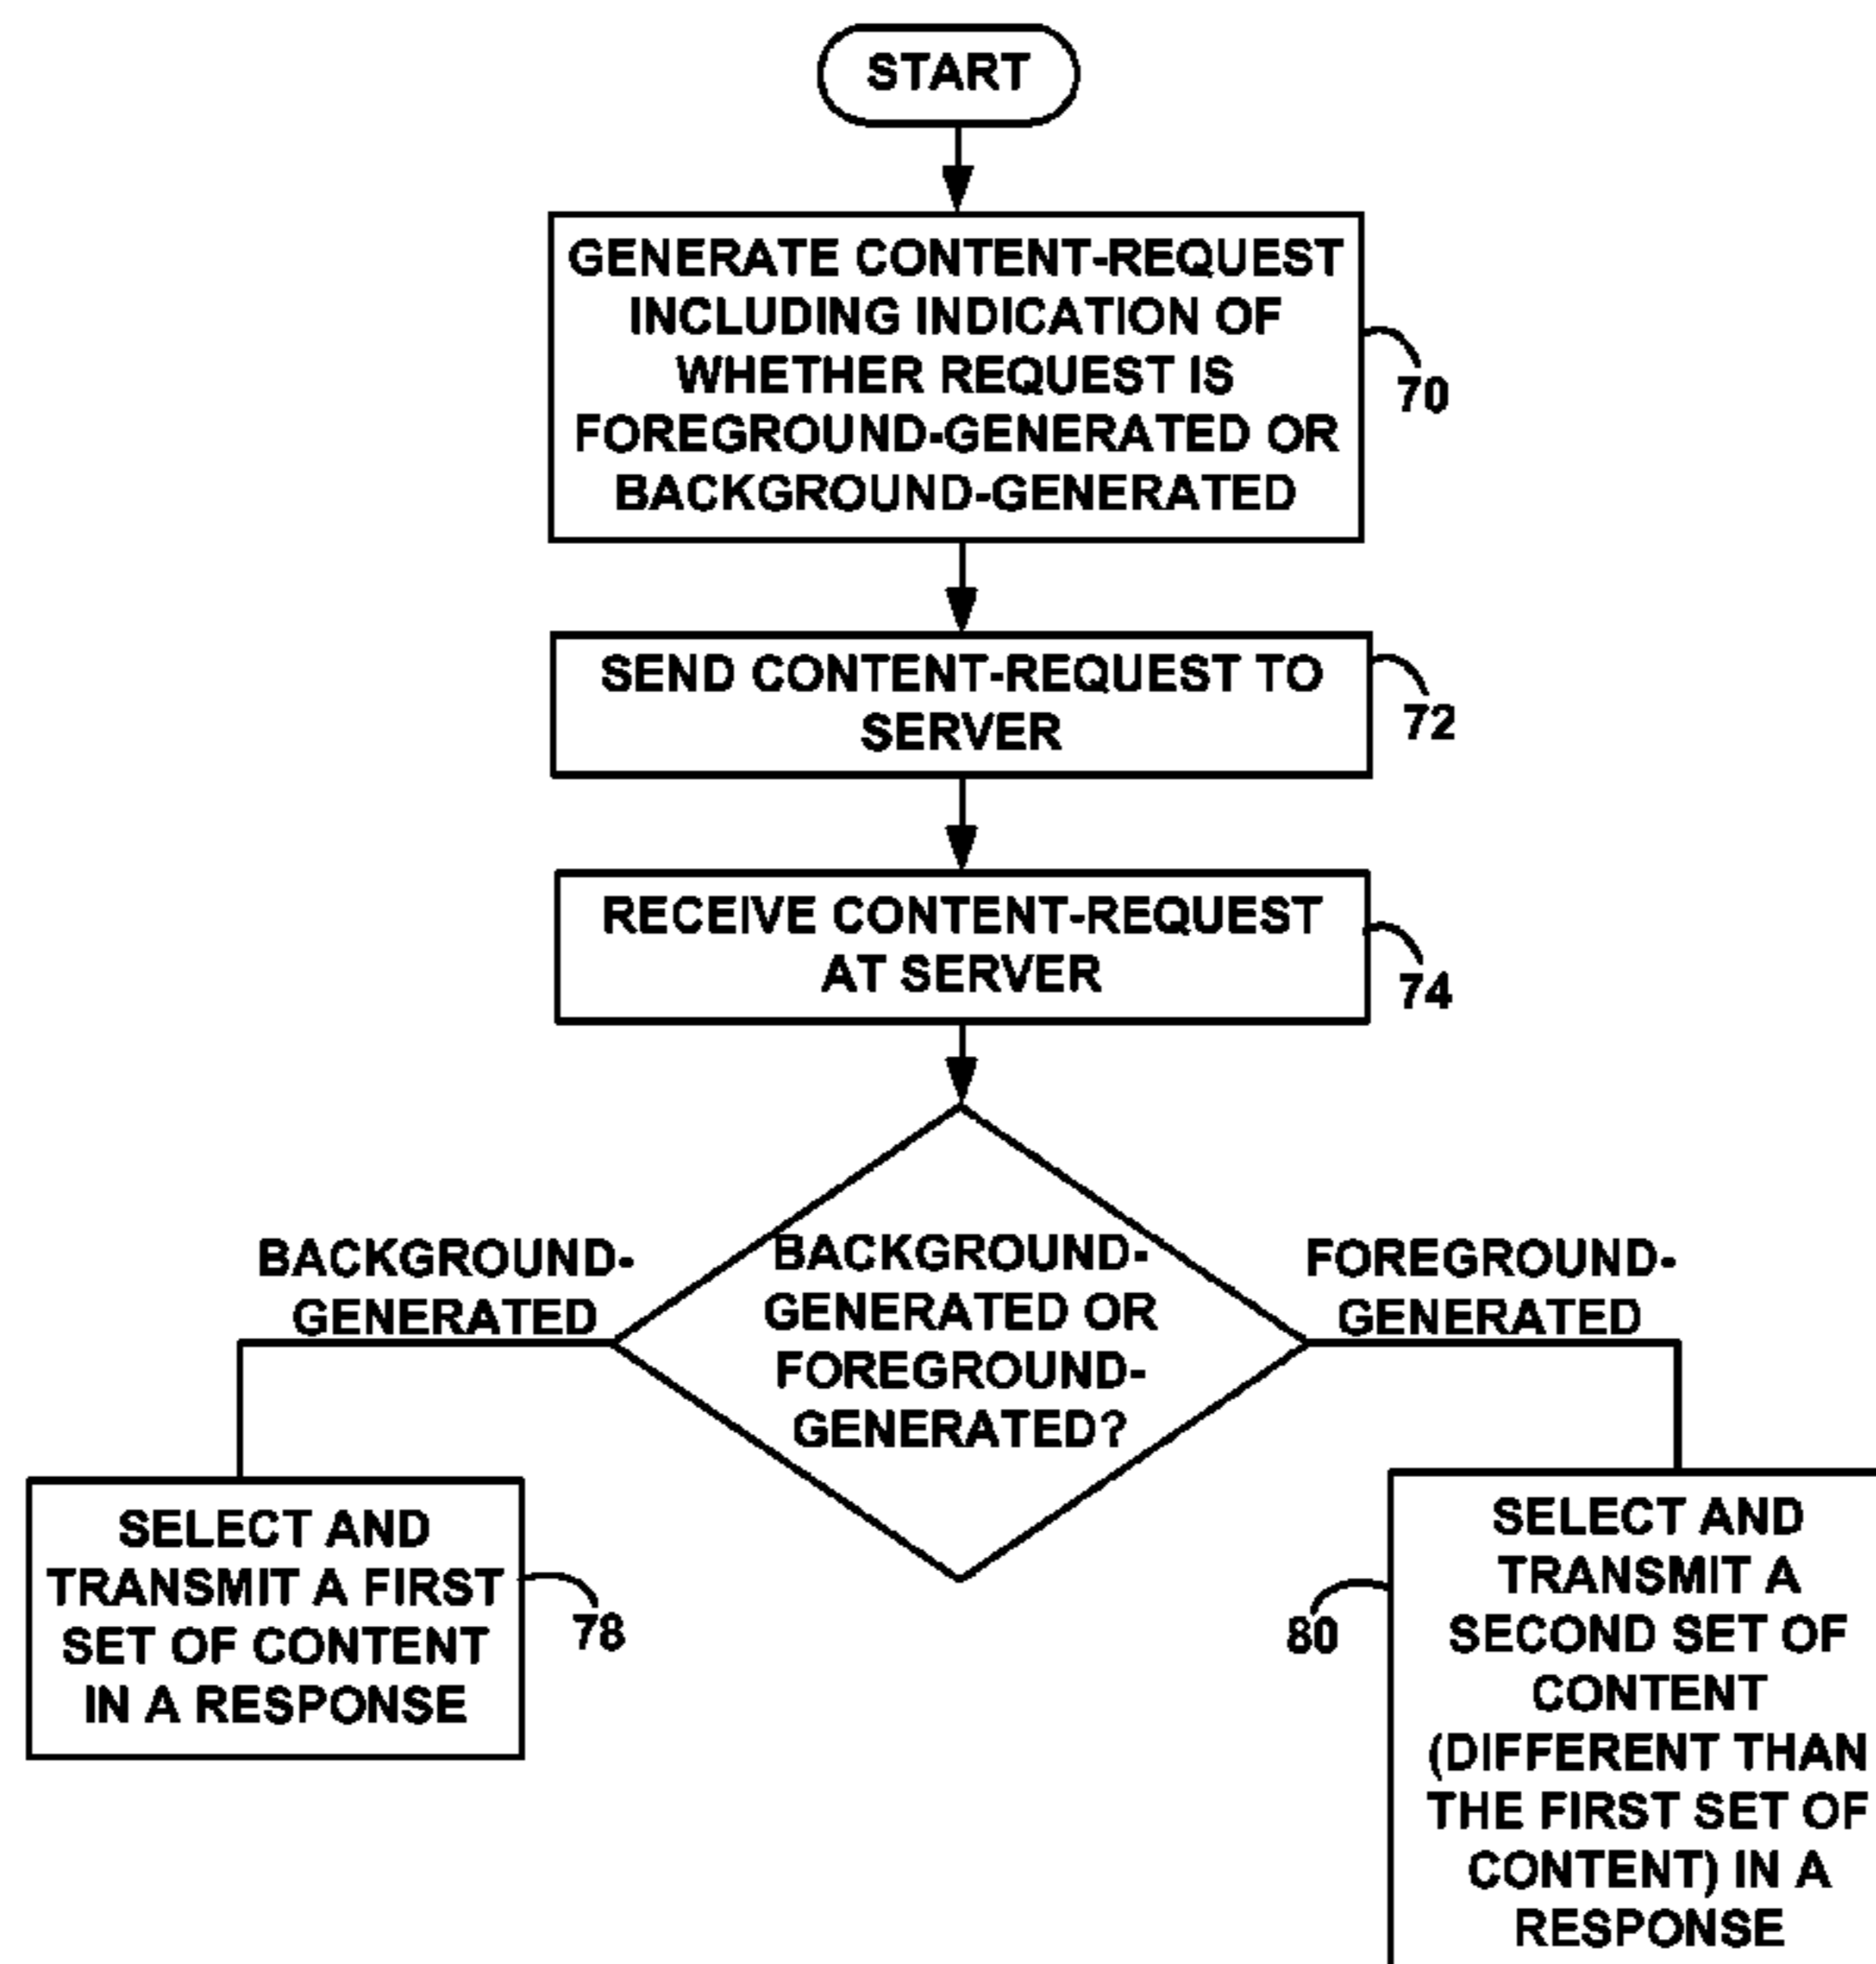 START
GENERATE CONTENT-REQUEST
INCLUDING INDICATION OF
WHETHER REQUEST IS
FOREGROUND-GENERATED OR
BACKGROUND-GENERATED
70
SEND CONTENT-REQUEST TO
SERVER
72
RECEIVE CONTENT-REQUEST
AT SERVER
74
BACKGROUND-
GENERATED
BACKGROUND-
GENERATED OR
FOREGROUND-
GENERATED?
FOREGROUND-
GENERATED
SELECT AND
TRANSMIT A FIRST
SET OF CONTENT
IN A RESPONSE
78
80
SELECT AND
TRANSMIT A
SECOND SET OF
CONTENT
(DIFFERENT THAN
THE FIRST SET OF
CONTENT) IN A
RESPONSE